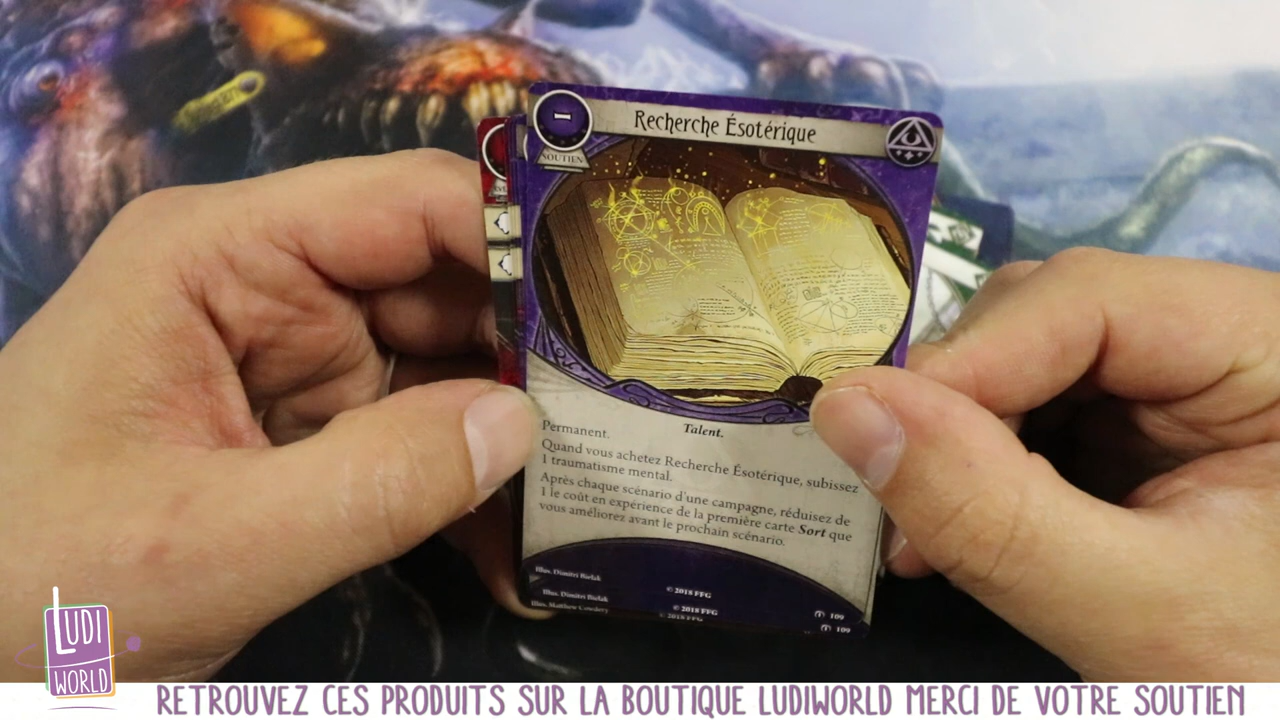 Recherche Ésotérique
SOUTIEN
Talent.
Permanent.
Quand vous achetez Recherche Ésotérique, subissez
1 traumatisme mental.
Après chaque scénario d'une campagne, réduisez de
1 le coût en expérience de la première carte Sort que
vous améliorez avant le prochain scénario.
Illus. Dimitri Bielak
© 2018 FFG
109
Illus. Dimitri Bielak
© 2018 FFG
109
Illus. Matthew Cowdery
© 2018 FFG
LUDI
WORLD
RETROUVEZ CES PRODUITS SUR LA BOUTIQUE LUDIWORLD MERCI DE VOTRE SOUTIEN